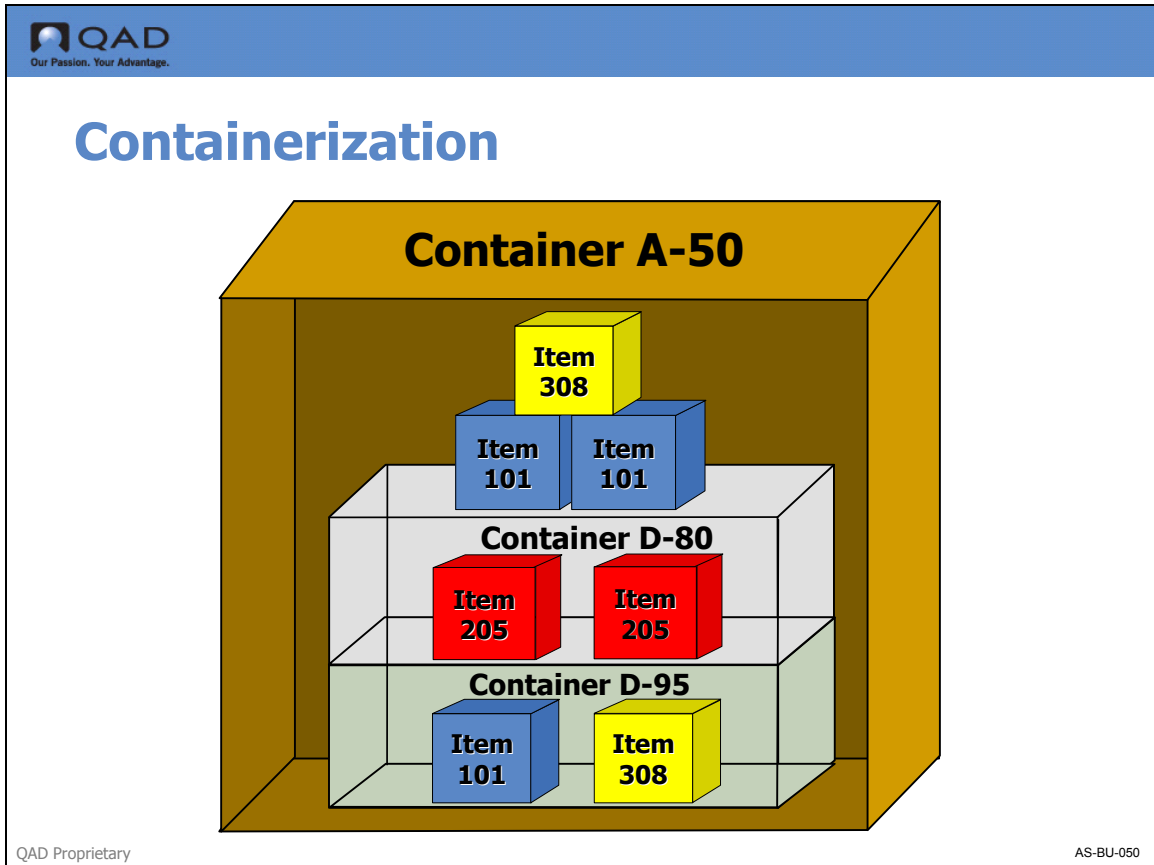 QAD
Our Passion. Your Advantage.
Containerization
Container A-50
Item
308
Item
101
Item
101
Container D-80
Item
205
Item
205
Container D-95
Item
101
Item
308
QAD Proprietary
AS-BU-050